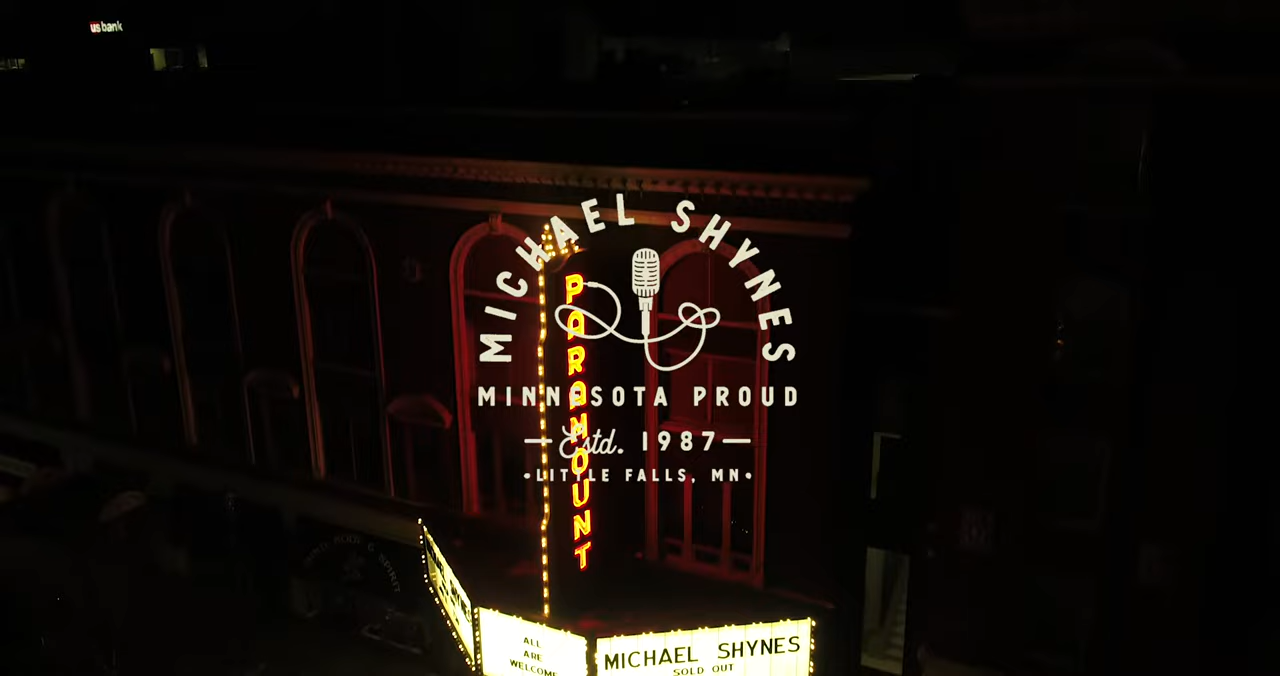 usbank
MICHAEL SHYNES
MINNESOTA PROUD
Estd. 1987
•LITTLE FALLS, MN•
PARAMOUNT
ALL
ARE
WELCOME
MICHAEL SHYNES
SOLD OUT